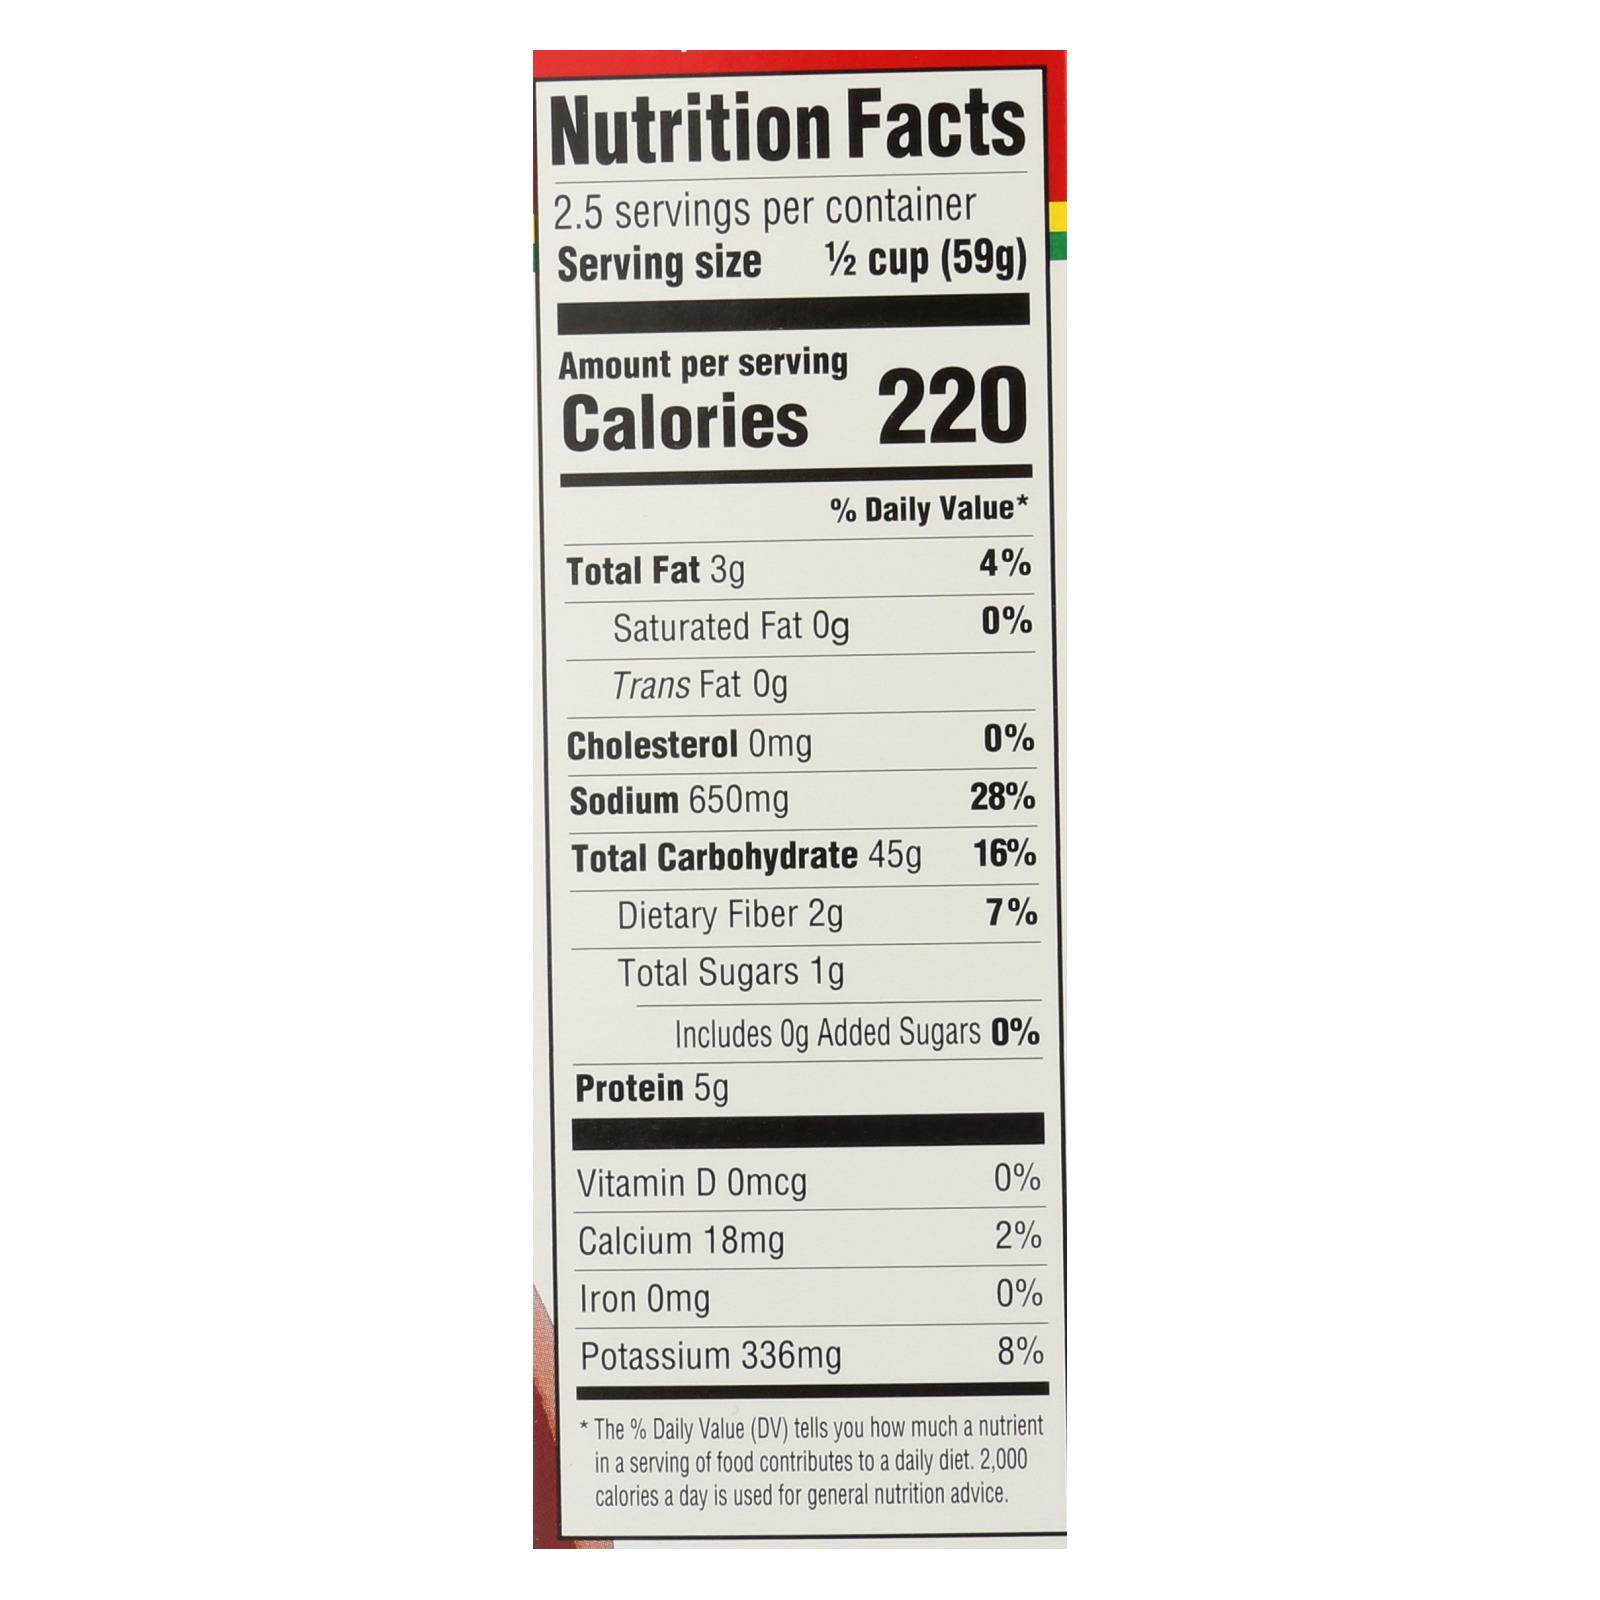 Nutrition Facts
2.5 servings per container
Serving size ½ cup (59g)
Amount per serving
Calories 220
% Daily Value*
Total Fat 3g 4%
Saturated Fat 0g 0%
Trans Fat 0g
Cholesterol 0mg 0%
Sodium 650mg 28%
Total Carbohydrate 45g 16%
Dietary Fiber 2g 7%
Total Sugars 1g
Includes 0g Added Sugars 0%
Protein 5g
Vitamin D 0mcg 0%
Calcium 18mg 2%
Iron 0mg 0%
Potassium 336mg 8%
* The % Daily Value (DV) tells you how much a nutrient
in a serving of food contributes to a daily diet. 2,000
calories a day is used for general nutrition advice.